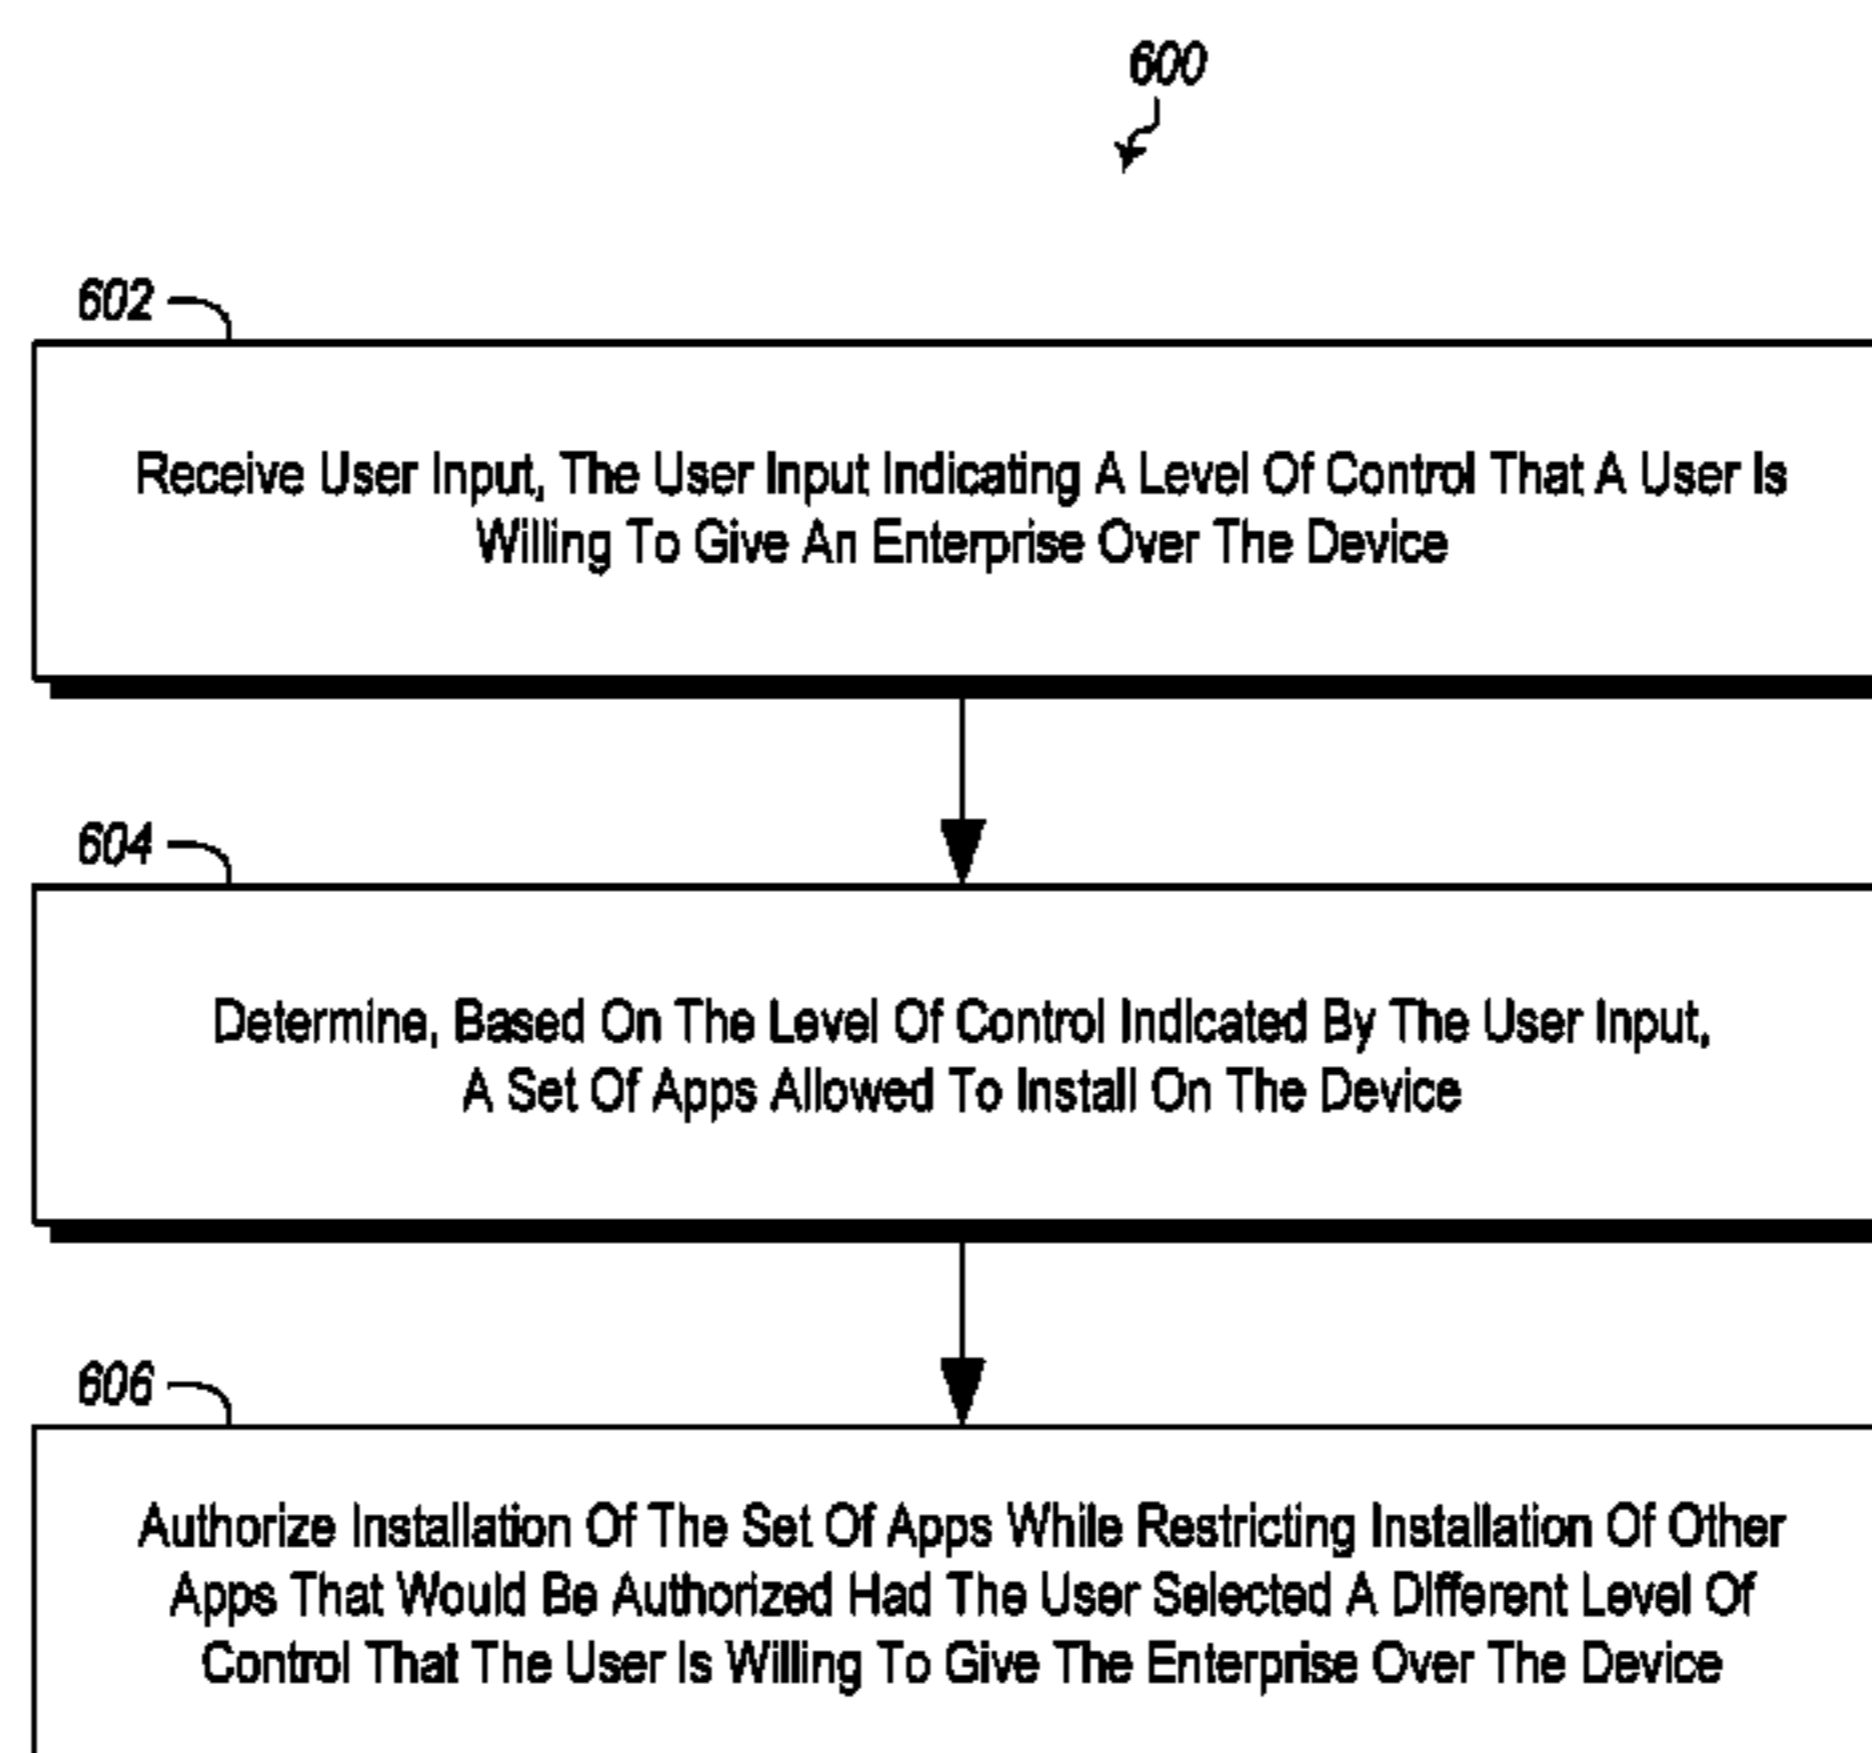 600
602
Receive User Input, The User Input Indicating A Level Of Control That A User Is
Willing To Give An Enterprise Over The Device
604
Determine, Based On The Level Of Control Indicated By The User Input,
A Set Of Apps Allowed To Install On The Device
606
Authorize Installation Of The Set Of Apps While Restricting Installation Of Other
Apps That Would Be Authorized Had The User Selected A Different Level Of
Control That The User Is Willing To Give The Enterprise Over The Device